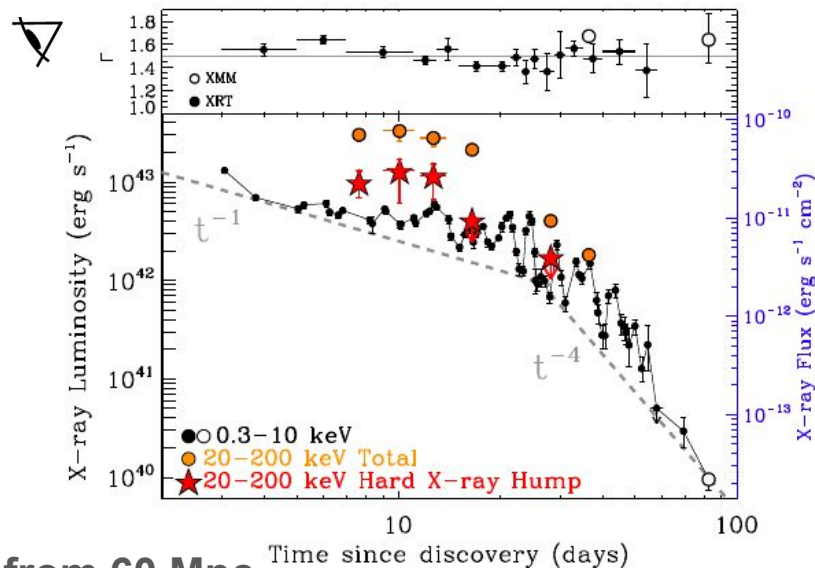 1.8
1.6
1.4
1.2
1.0
Γ
XMM
XRT
10⁻¹⁰
10⁴³
10⁻¹¹
t⁻¹
10⁴²
10⁻¹²
t⁻⁴
10⁴¹
10⁻¹³
10⁴⁰
X-ray Luminosity (erg s⁻¹)
X-ray Flux (erg s⁻¹ cm⁻²)
0.3-10 keV
20-200 keV Total
20-200 keV Hard X-ray Hump
10
100
Time since discovery (days)
from 60 Mpc